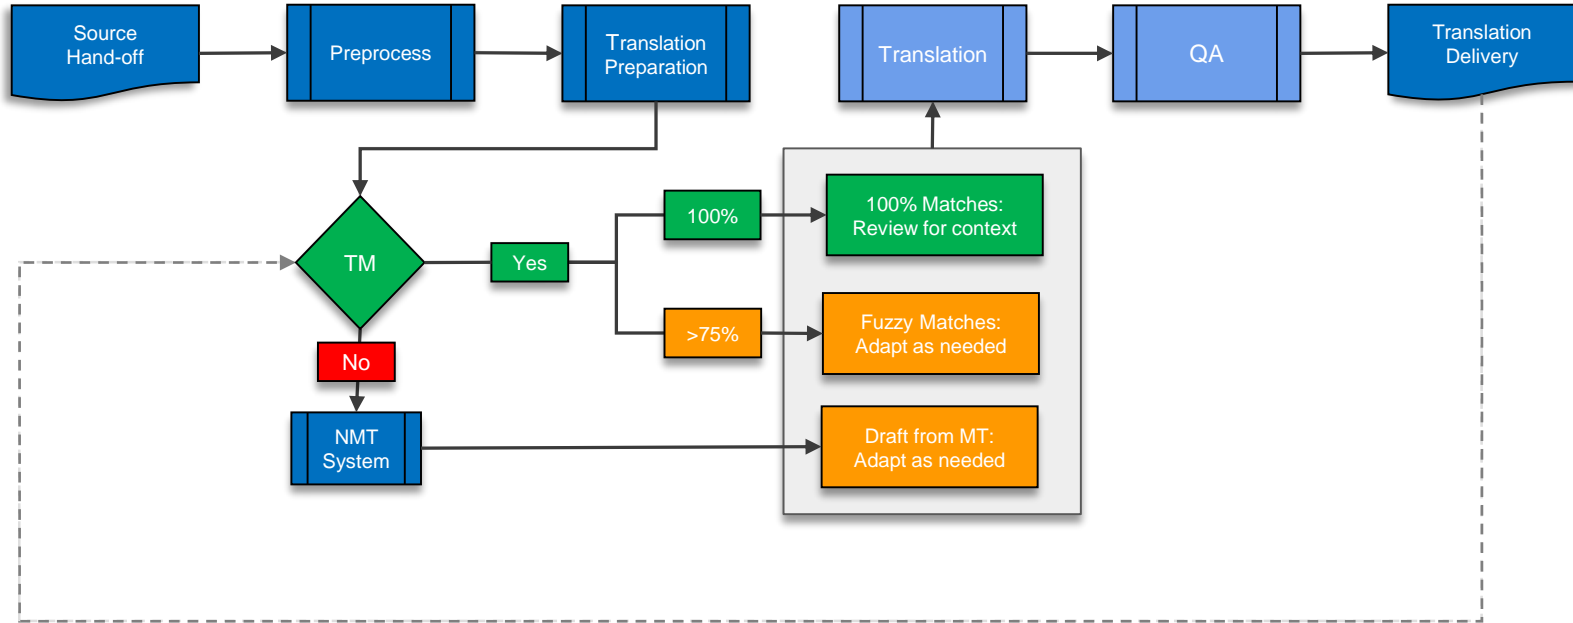 Source
Hand-off
Preprocess
Translation
Preparation
Translation
QA
Translation
Delivery
TM
Yes
100%
100% Matches:
Review for context
>75%
Fuzzy Matches:
Adapt as needed
No
NMT
System
Draft from MT:
Adapt as needed